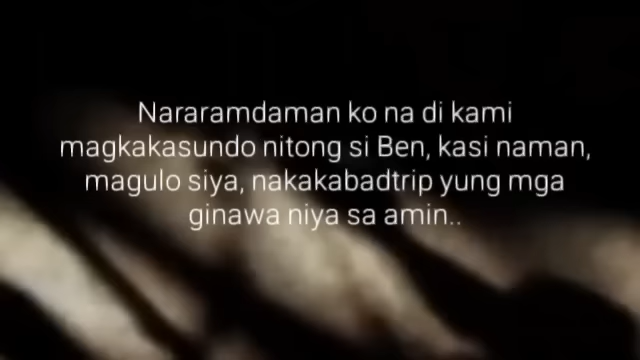 Nararamdaman ko na di kami
magkakasundo nitong si Ben, kasi naman,
magulo siya, nakakabadtrip yung mga
ginawa niya sa amin..